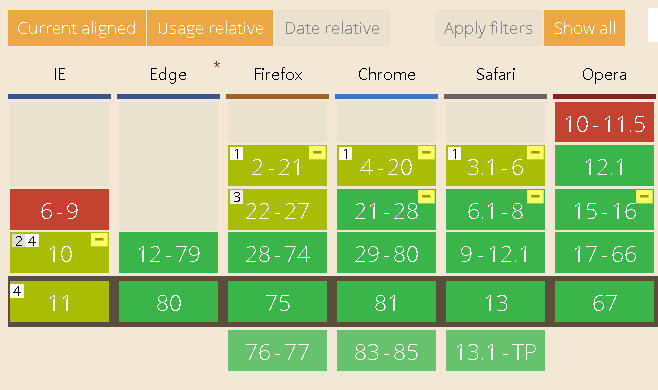 Current aligned Usage relative Date relative Apply filters Show all
IE Edge * Firefox Chrome Safari Opera
10-11.5
1 2-21 - 1 4-20 - 1 3.1-6 - 12.1
6-9 3 22-27 21-28 - 6.1-8 - 15-16 -
2 4 10 - 12-79 28-74 29-80 9-12.1 17-66
4 11 80 75 81 13 67
76-77 83-85 13.1-TP